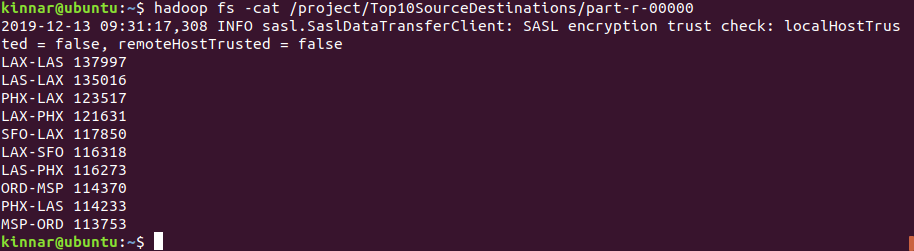 kinnar@ubuntu:~$ hadoop fs -cat /project/Top10SourceDestinations/part-r-00000
2019-12-13 09:31:17,308 INFO sasl.SaslDataTransferClient: SASL encryption trust check: localHostTrus
ted = false, remoteHostTrusted = false
LAX-LAS 137997
LAS-LAX 135016
PHX-LAX 123517
LAX-PHX 121631
SFO-LAX 117850
LAX-SFO 116318
LAS-PHX 116273
ORD-MSP 114370
PHX-LAS 114233
MSP-ORD 113753
kinnar@ubuntu:~$